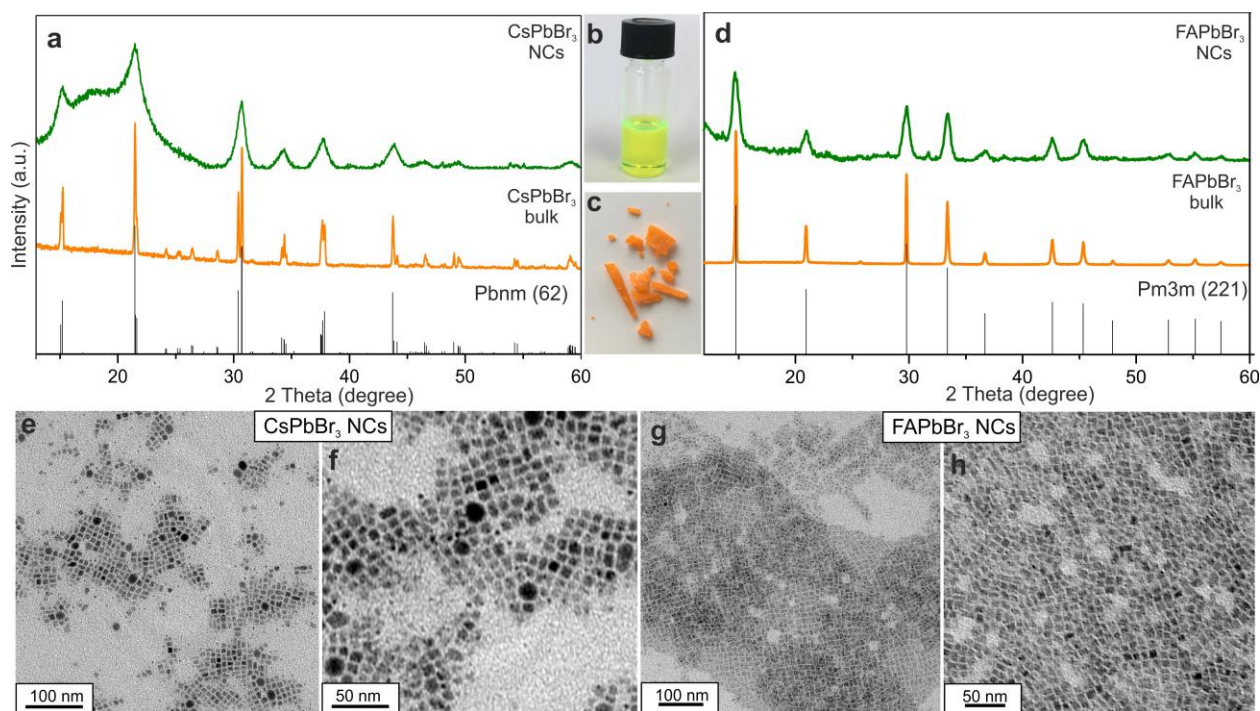 a
CsPbBr₃
NCs
CsPbBr₃
bulk
Pbnm (62)
Intensity (a.u.)
20
30
40
50
60
2 Theta (degree)
b
c
d
FAPbBr₃
NCs
FAPbBr₃
bulk
Pm3m (221)
20
30
40
50
60
2 Theta (degree)
e
CsPbBr₃ NCs
f
g
FAPbBr₃ NCs
h
100 nm
50 nm
100 nm
50 nm